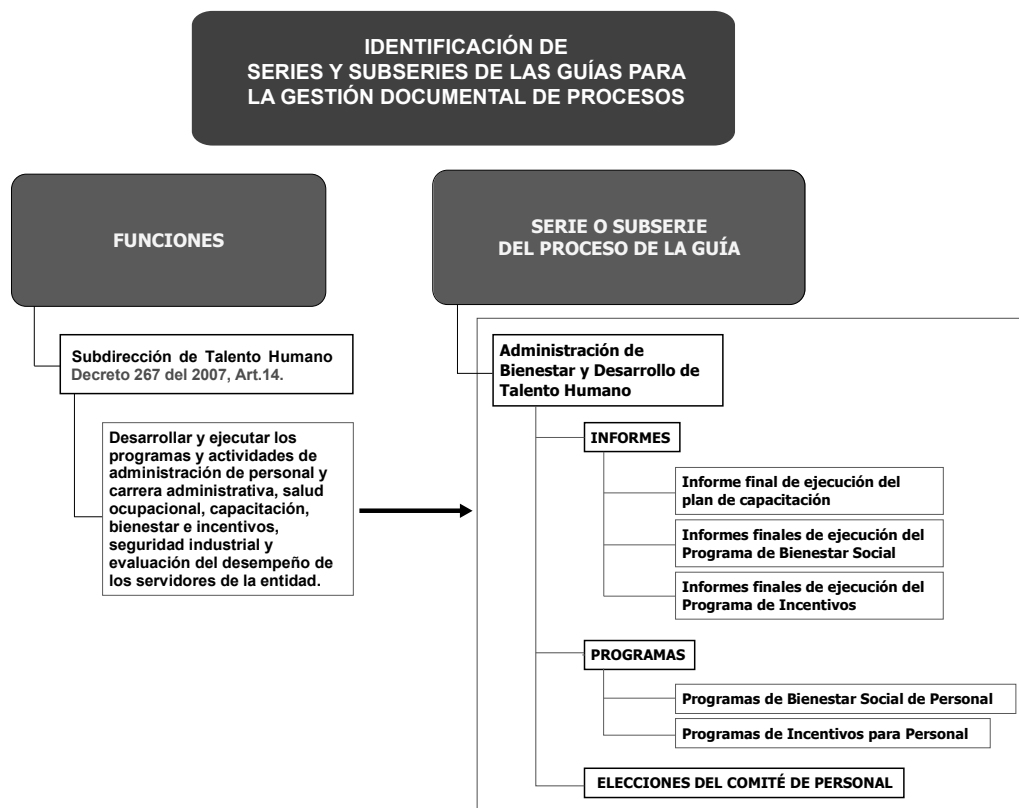 IDENTIFICACIÓN DE
SERIES Y SUBSERIES DE LAS GUÍAS PARA
LA GESTIÓN DOCUMENTAL DE PROCESOS
FUNCIONES
Subdirección de Talento Humano
Decreto 267 del 2007, Art.14.
Desarrollar y ejecutar los
programas y actividades de
administración de personal y
carrera administrativa, salud
ocupacional, capacitación,
bienestar e incentivos,
seguridad industrial y
evaluación del desempeño de
los servidores de la entidad.
SERIE O SUBSERIE
DEL PROCESO DE LA GUÍA
Administración de
Bienestar y Desarrollo de
Talento Humano
INFORMES
Informe final de ejecución del
plan de capacitación
Informes finales de ejecución del
Programa de Bienestar Social
Informes finales de ejecución del
Programa de Incentivos
PROGRAMAS
Programas de Bienestar Social de Personal
Programas de Incentivos para Personal
ELECCIONES DEL COMITÉ DE PERSONAL